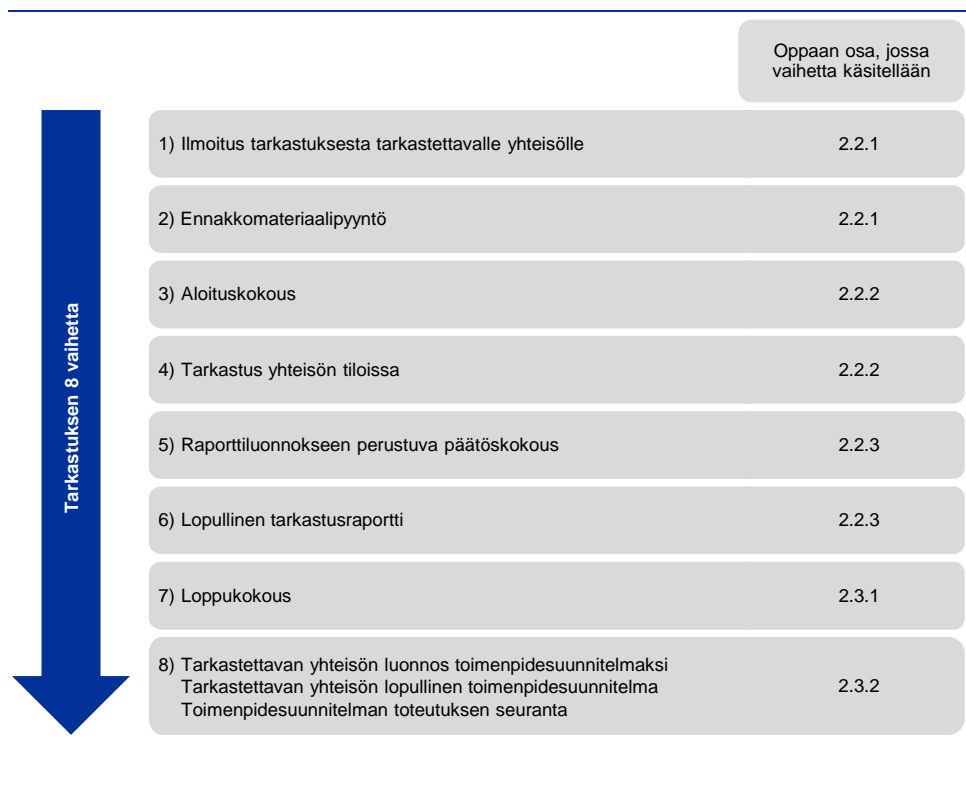 Oppaan osa, jossa
vaihetta käsitellään
Tarkastuksen 8 vaihetta
1) Ilmoitus tarkastuksesta tarkastettavalle yhteisölle
2.2.1
2) Ennakkomateriaalipyyntö
2.2.1
3) Aloituskokous
2.2.2
4) Tarkastus yhteisön tiloissa
2.2.2
5) Raporttiluonnokseen perustuva päätöskokous
2.2.3
6) Lopullinen tarkastusraportti
2.2.3
7) Loppukokous
2.3.1
8) Tarkastettavan yhteisön luonnos toimenpidesuunnitelmaksi
Tarkastettavan yhteisön lopullinen toimenpidesuunnitelma
Toimenpidesuunnitelman toteutuksen seuranta
2.3.2